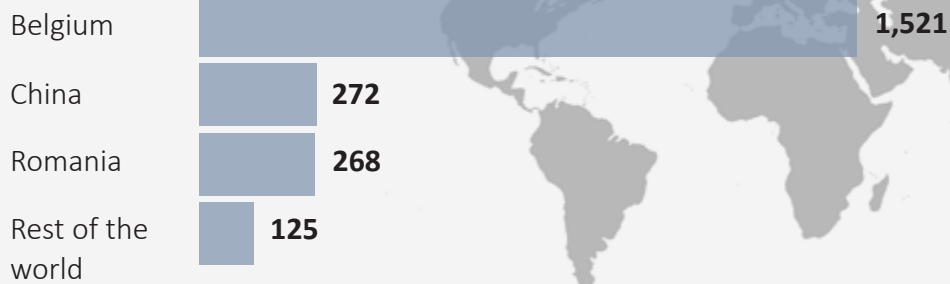 Belgium 1,521
China 272
Romania 268
Rest of the 125
world